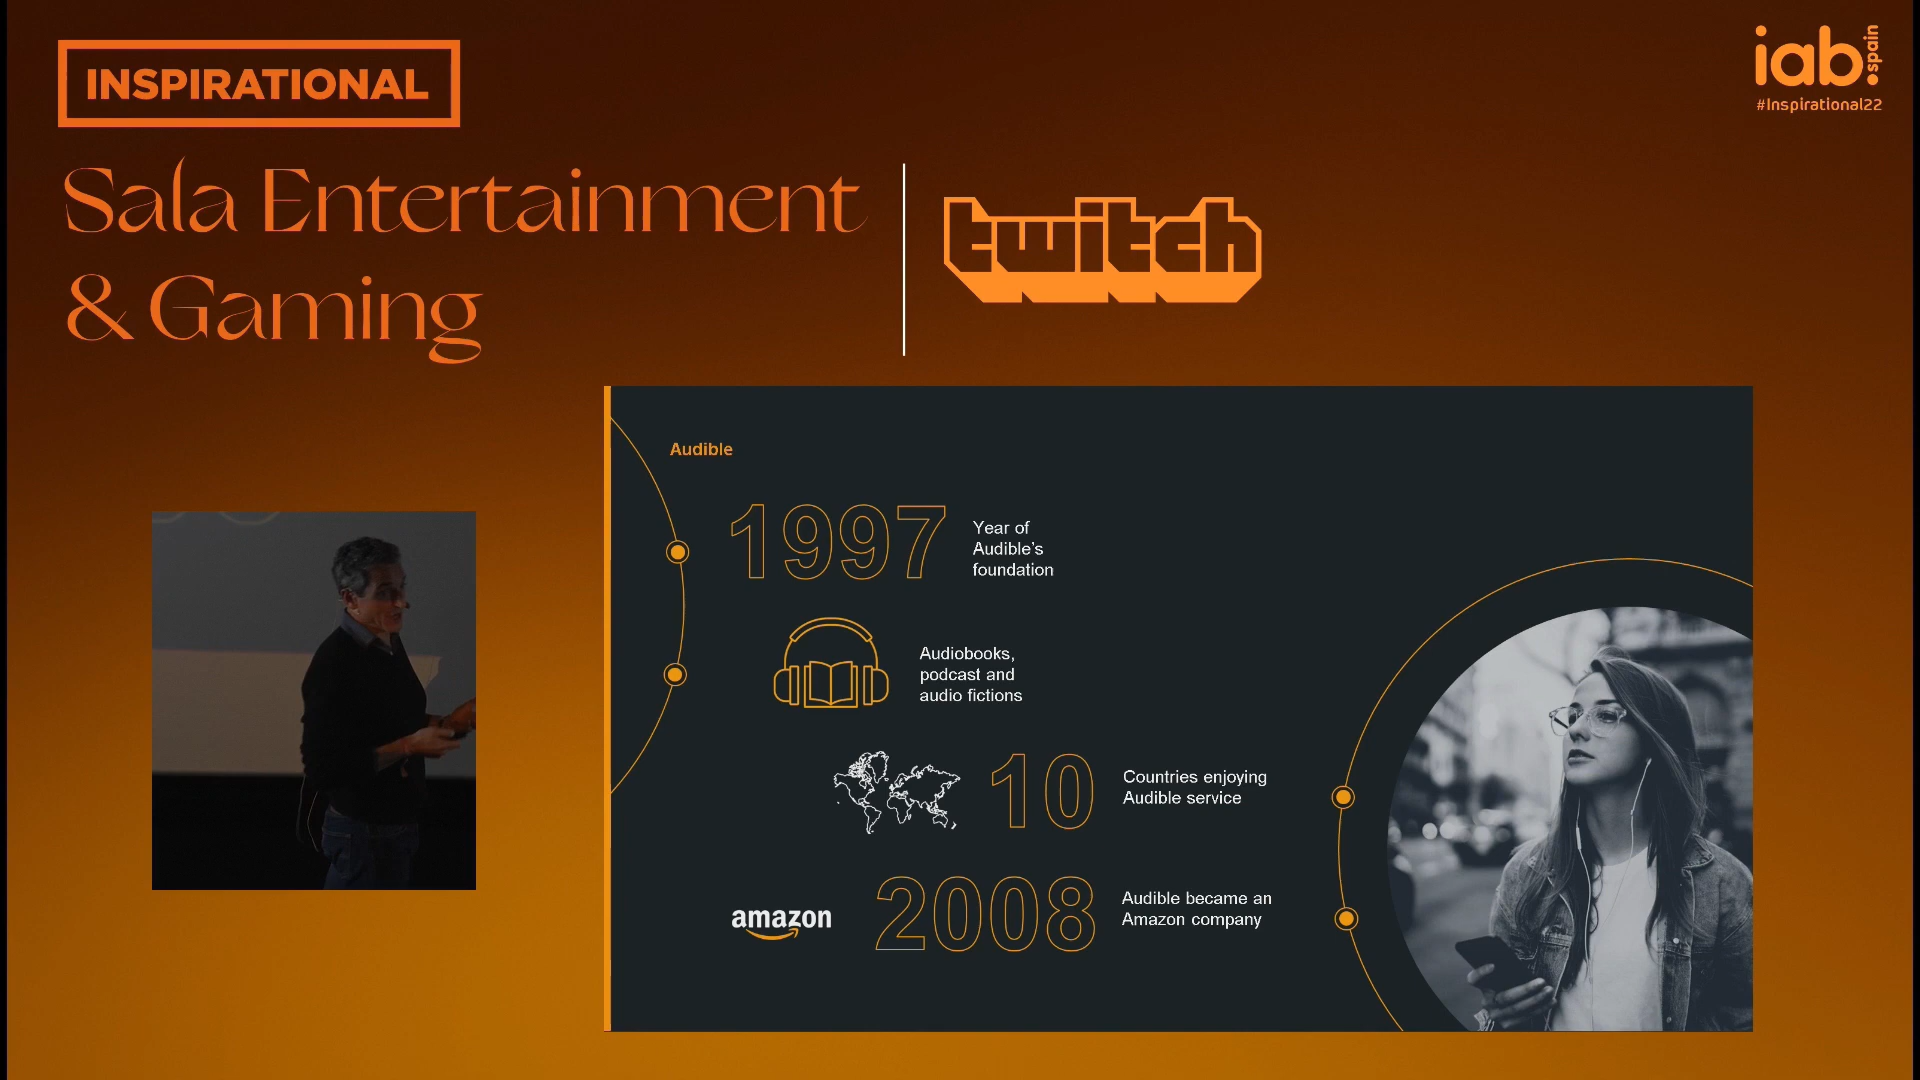 INSPIRATIONAL
iab.spain
#Inspirational22
Sala Entertainment
& Gaming
twitch
Audible
1997
Year of
Audible's
foundation
Audiobooks,
podcast and
audio fictions
10
Countries enjoying
Audible service
amazon
2008
Audible became an
Amazon company